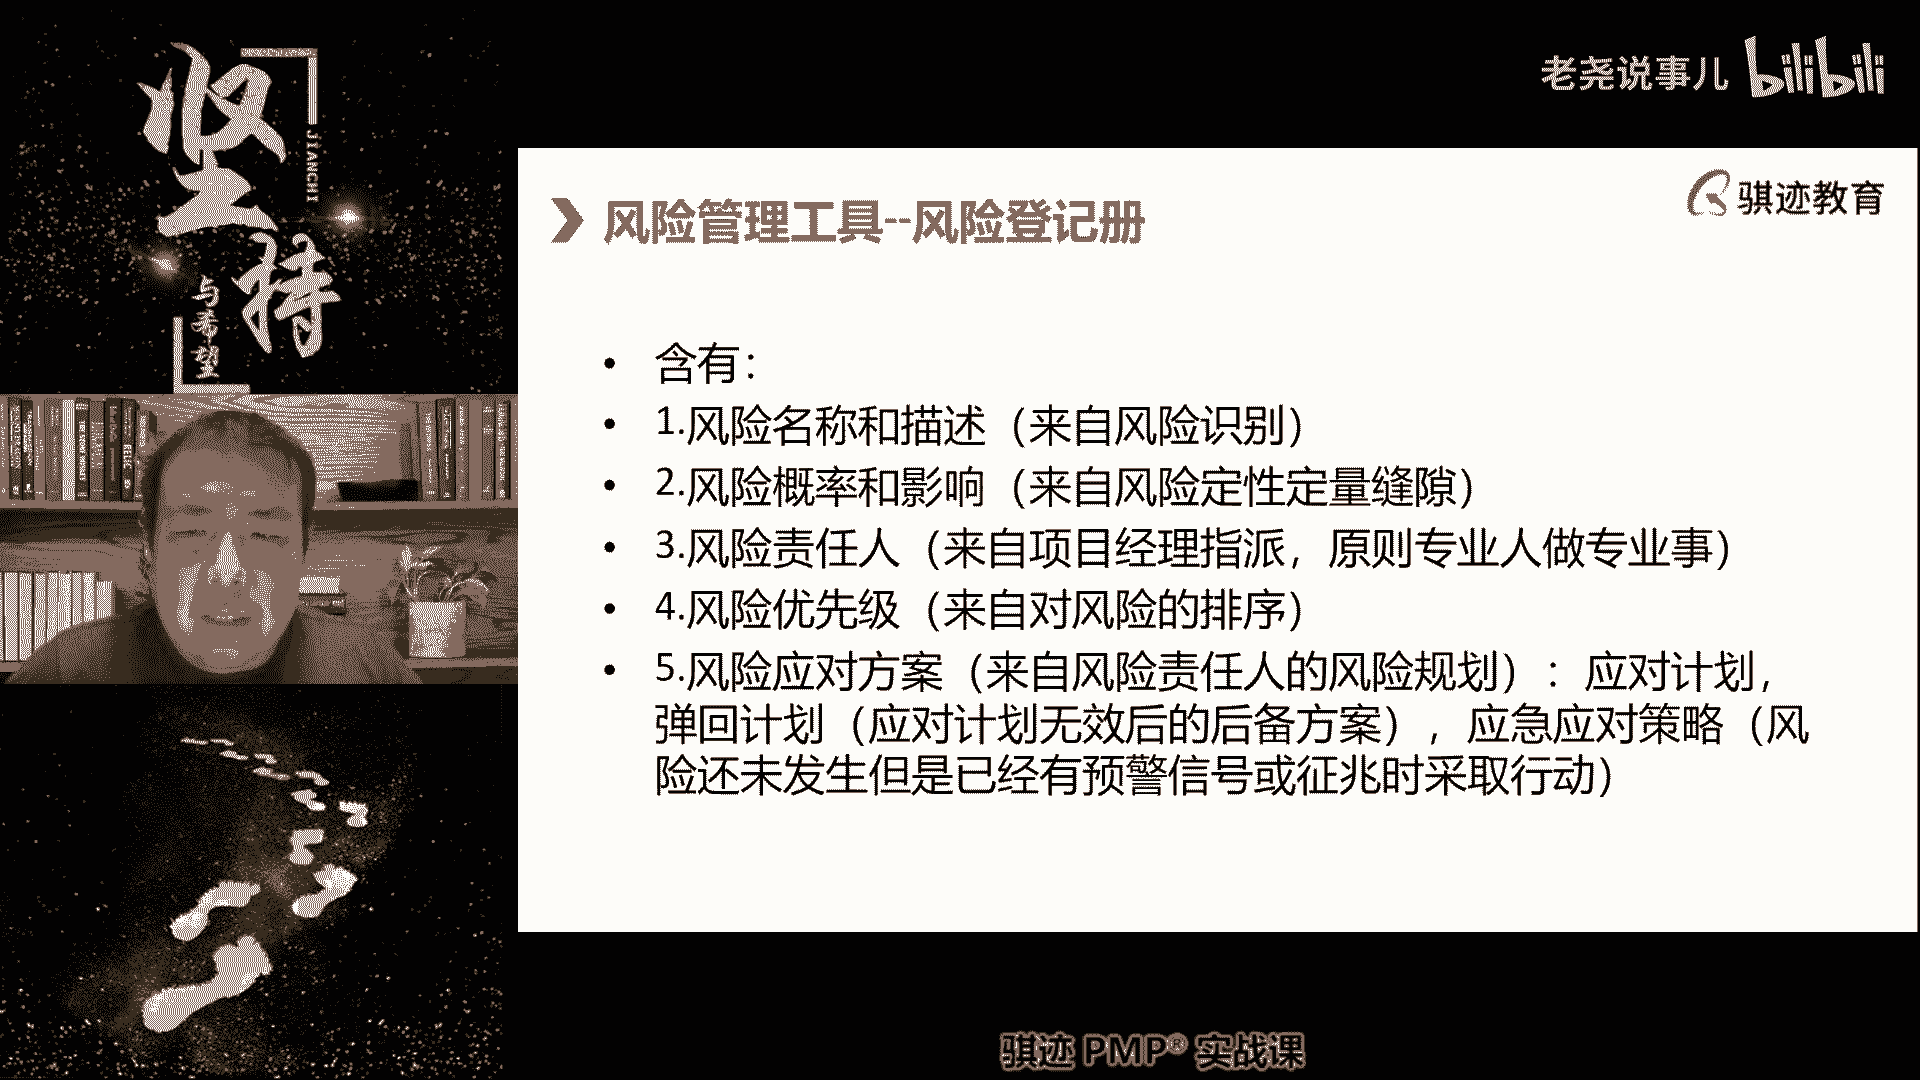 坚持
JIANCHI
与希望
老尧说事儿 bilibili
骐迹教育
风险管理工具--风险登记册
• 含有：
• 1.风险名称和描述（来自风险识别）
• 2.风险概率和影响（来自风险定性定量缝隙）
• 3.风险责任人（来自项目经理指派，原则专业人做专业事）
• 4.风险优先级（来自对风险的排序）
• 5.风险应对方案（来自风险责任人的风险规划）：应对计划，
弹回计划（应对计划无效后的后备方案），应急应对策略（风
险还未发生但是已经有预警信号或征兆时采取行动）
骐迹 PMP® 实战课